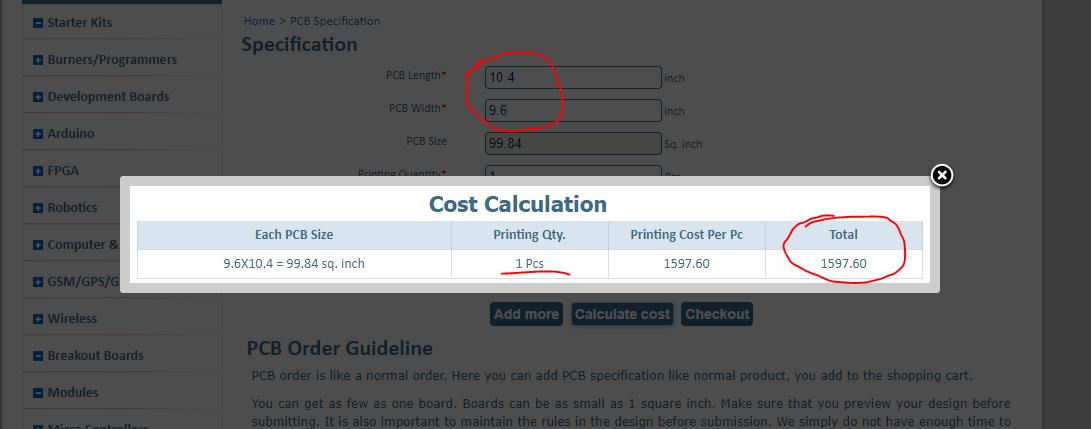 Starter Kits
Burners/Programmers
Development Boards
Arduino
FPGA
Robotics
Computer &
GSM/GPS/G
Wireless
Breakout Boards
Modules
Micro Controllers
Home > PCB Specification
Specification
PCB Length* 10.4 inch
PCB Width* 9.6 inch
PCB Size 99.84 Sq. inch
Printing Quantity* 1 Pcs
Cost Calculation
Each PCB Size Printing Qty. Printing Cost Per Pc Total
9.6X10.4 = 99.84 sq. inch 1 Pcs 1597.60 1597.60
Add more Calculate cost Checkout
PCB Order Guideline
PCB order is like a normal order. Here you can add PCB specification like normal product, you add to the shopping cart.
You can get as few as one board. Boards can be as small as 1 square inch. Make sure that you preview your design before
submitting. It is also important to maintain the rules in the design before submission. We simply do not have enough time to